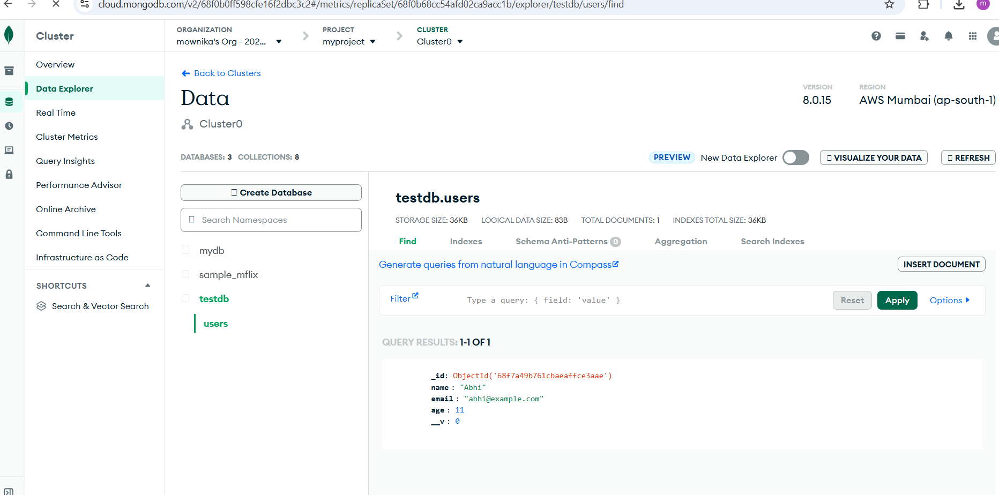 cloud.mongodb.com/v2/68f0b0ff598cfe16f2dbc3c2#/metrics/replicaSet/68f0b68cc54afd02ca9acc1b/explorer/testdb/users/find
m
Cluster
ORGANIZATION
mownika's Org - 202...
PROJECT
myproject
CLUSTER
Cluster0
Overview
Data Explorer
Real Time
Cluster Metrics
Query Insights
Performance Advisor
Online Archive
Command Line Tools
Infrastructure as Code
SHORTCUTS
Search & Vector Search
Back to Clusters
Data
Cluster0
VERSION
8.0.15
REGION
AWS Mumbai (ap-south-1)
DATABASES: 3 COLLECTIONS: 8
PREVIEW New Data Explorer
VISUALIZE YOUR DATA
REFRESH
Create Database
Search Namespaces
mydb
sample_mflix
testdb
users
testdb.users
STORAGE SIZE: 36KB LOGICAL DATA SIZE: 83B TOTAL DOCUMENTS: 1 INDEXES TOTAL SIZE: 36KB
Find Indexes Schema Anti-Patterns 0 Aggregation Search Indexes
Generate queries from natural language in Compass
INSERT DOCUMENT
Filter Type a query: { field: 'value' } Reset Apply Options
QUERY RESULTS: 1-1 OF 1
_id: ObjectId('68f7a49b761cbaeaffce3aae')
name : "Abhi"
email : "abhi@example.com"
age : 11
__v : 0